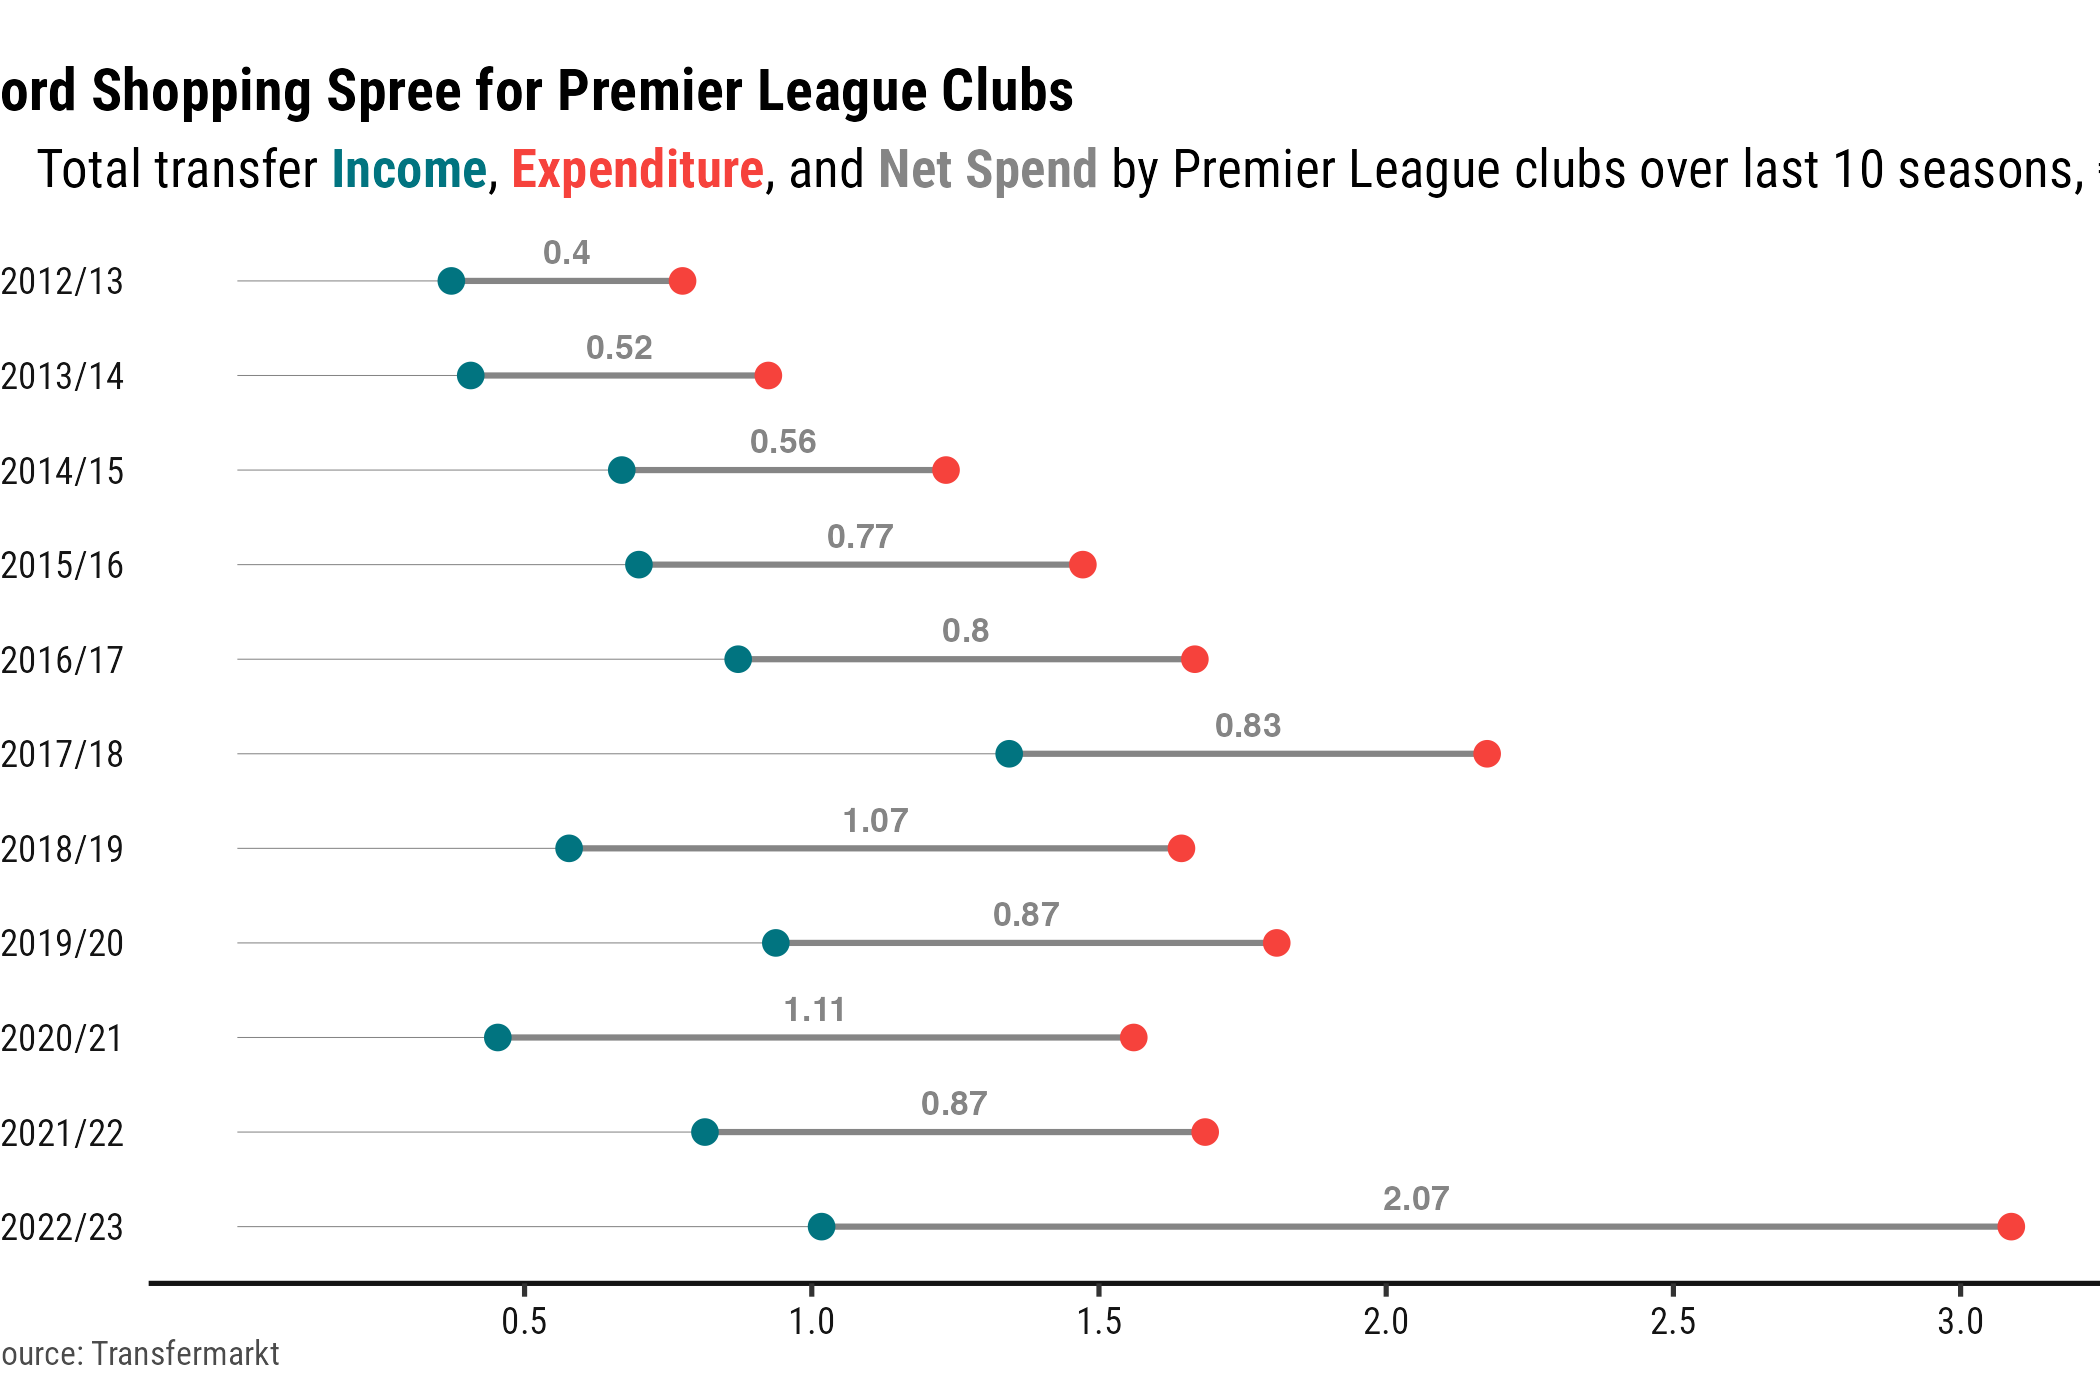 ord Shopping Spree for Premier League Clubs
Total transfer Income, Expenditure, and Net Spend by Premier League clubs over last 10 seasons,
2012/13 0.4
2013/14 0.52
2014/15 0.56
2015/16 0.77
2016/17 0.8
2017/18 0.83
2018/19 1.07
2019/20 0.87
2020/21 1.11
2021/22 0.87
2022/23 2.07
0.5 1.0 1.5 2.0 2.5 3.0
ource: Transfermarkt